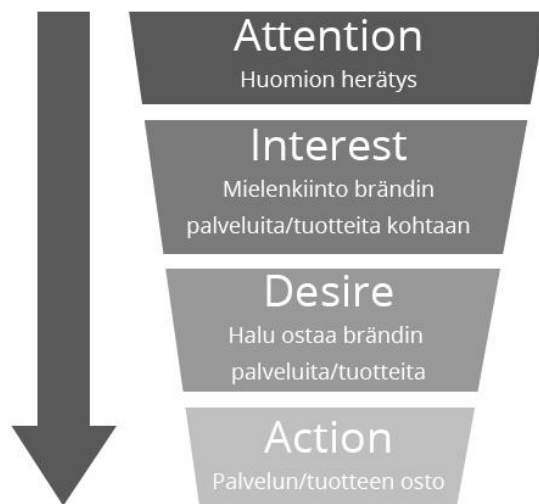 Attention
Huomion herätys
Interest
Mielenkiinto brändin
palveluita/tuotteita kohtaan
Desire
Halu ostaa brändin
palveluita/tuotteita
Action
Palvelun/tuotteen osto